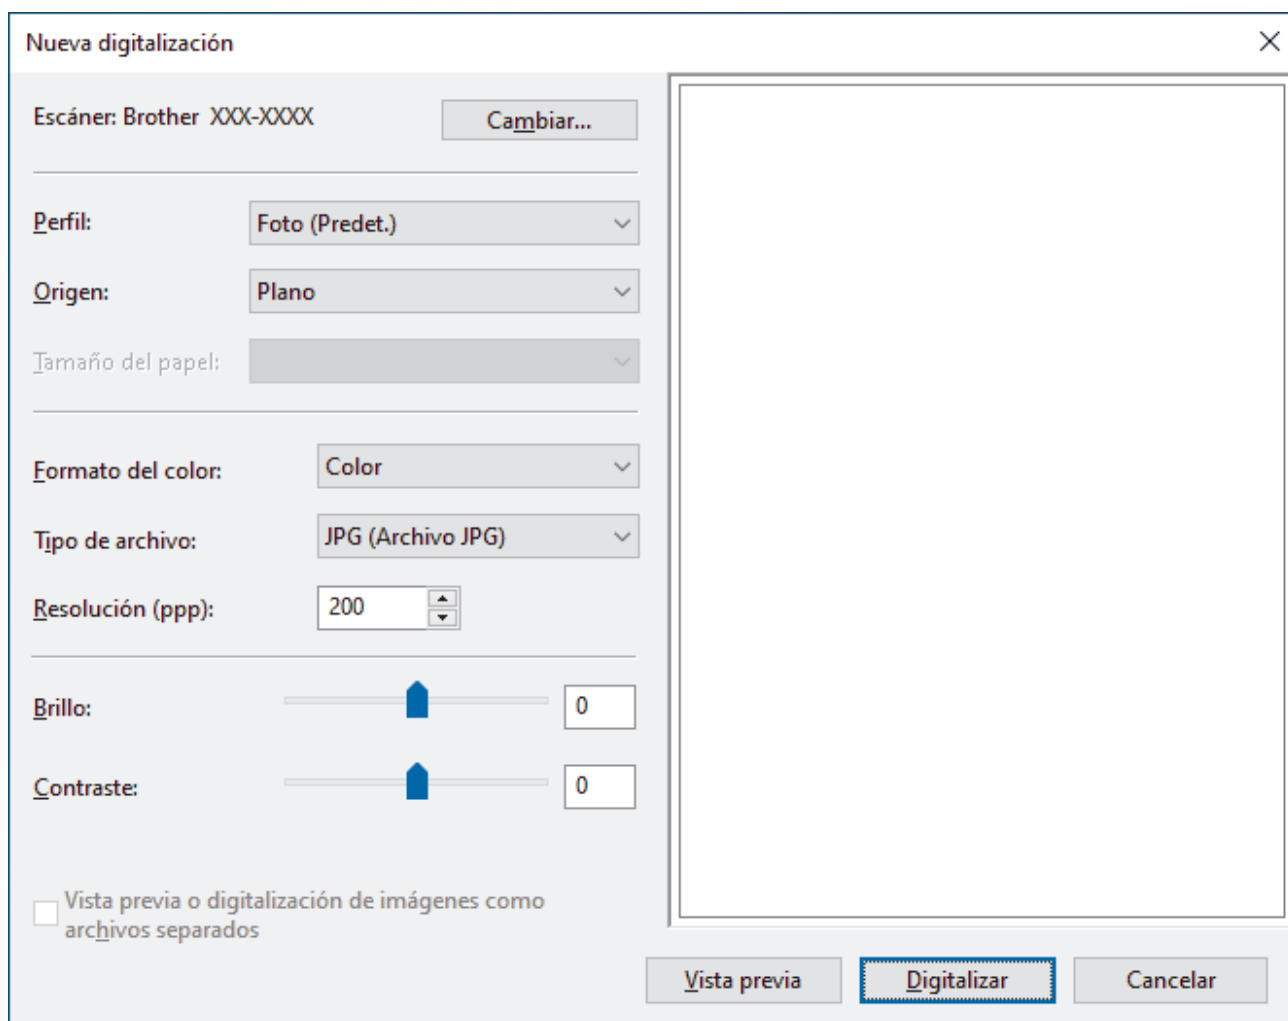 Nueva digitalización
Escáner: Brother XXX-XXXX
Cambiar...
Perfil:
Foto (Predet.)
Origen:
Plano
Tamaño del papel:
Formato del color:
Color
Tipo de archivo:
JPG (Archivo JPG)
Resolución (ppp):
200
Brillo:
0
Contraste:
0
Vista previa o digitalización de imágenes como
archivos separados
Vista previa
Digitalizar
Cancelar